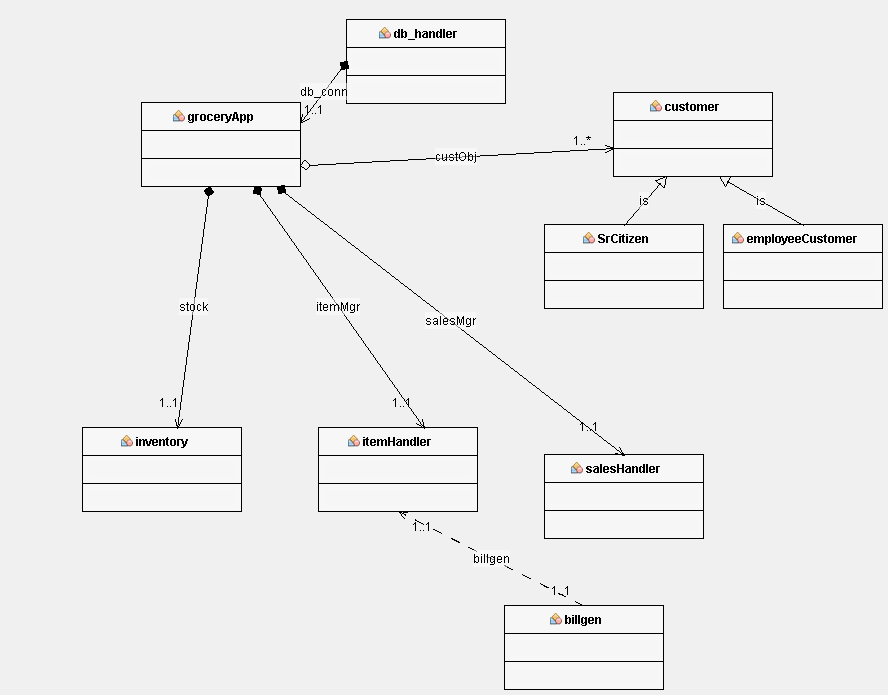 db_handler
db_conn
1..1
groceryApp
customer
1..*
custObj
is
is
SrCitizen
employeeCustomer
stock
itemMgr
salesMgr
1..1
1..1
1..1
inventory
itemHandler
salesHandler
1..1
billgen
1..1
billgen